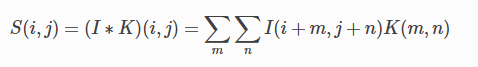 S(i,j) = (I ∗ K)(i,j) = ∑_m ∑_n I(i + m, j + n)K(m,n)